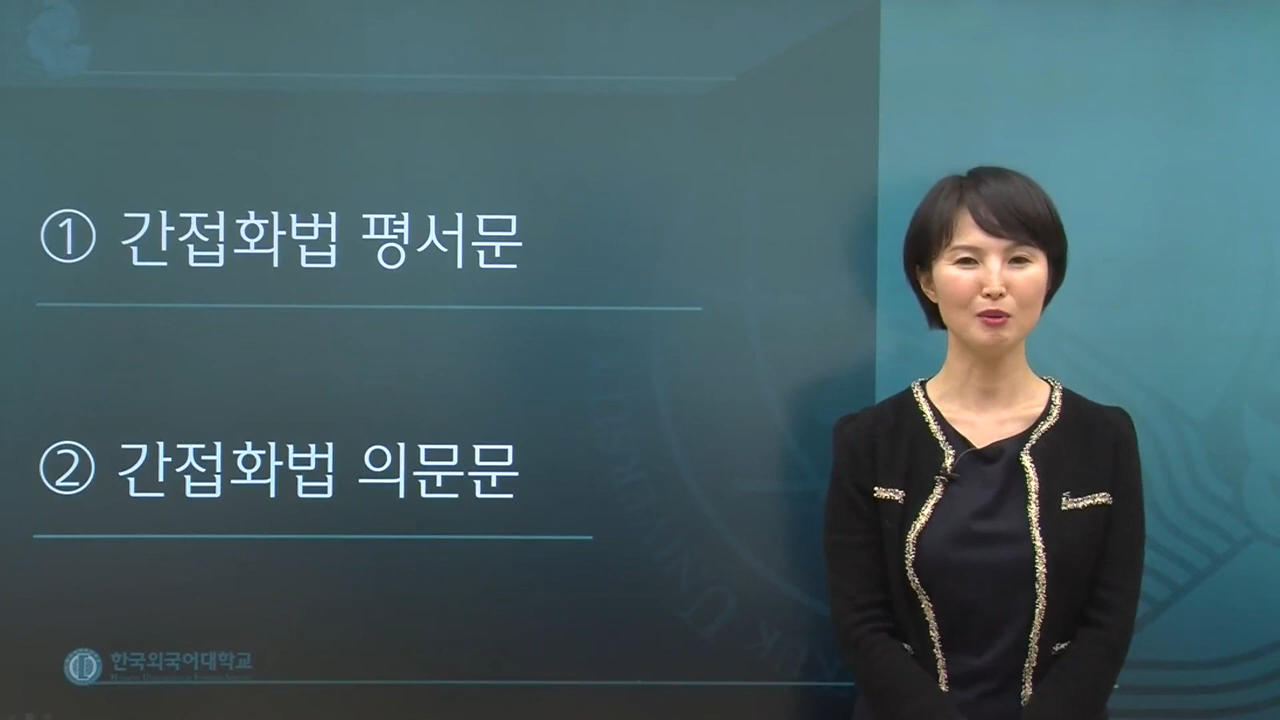 ① 간접화법 평서문
② 간접화법 의문문
한국외국어대학교